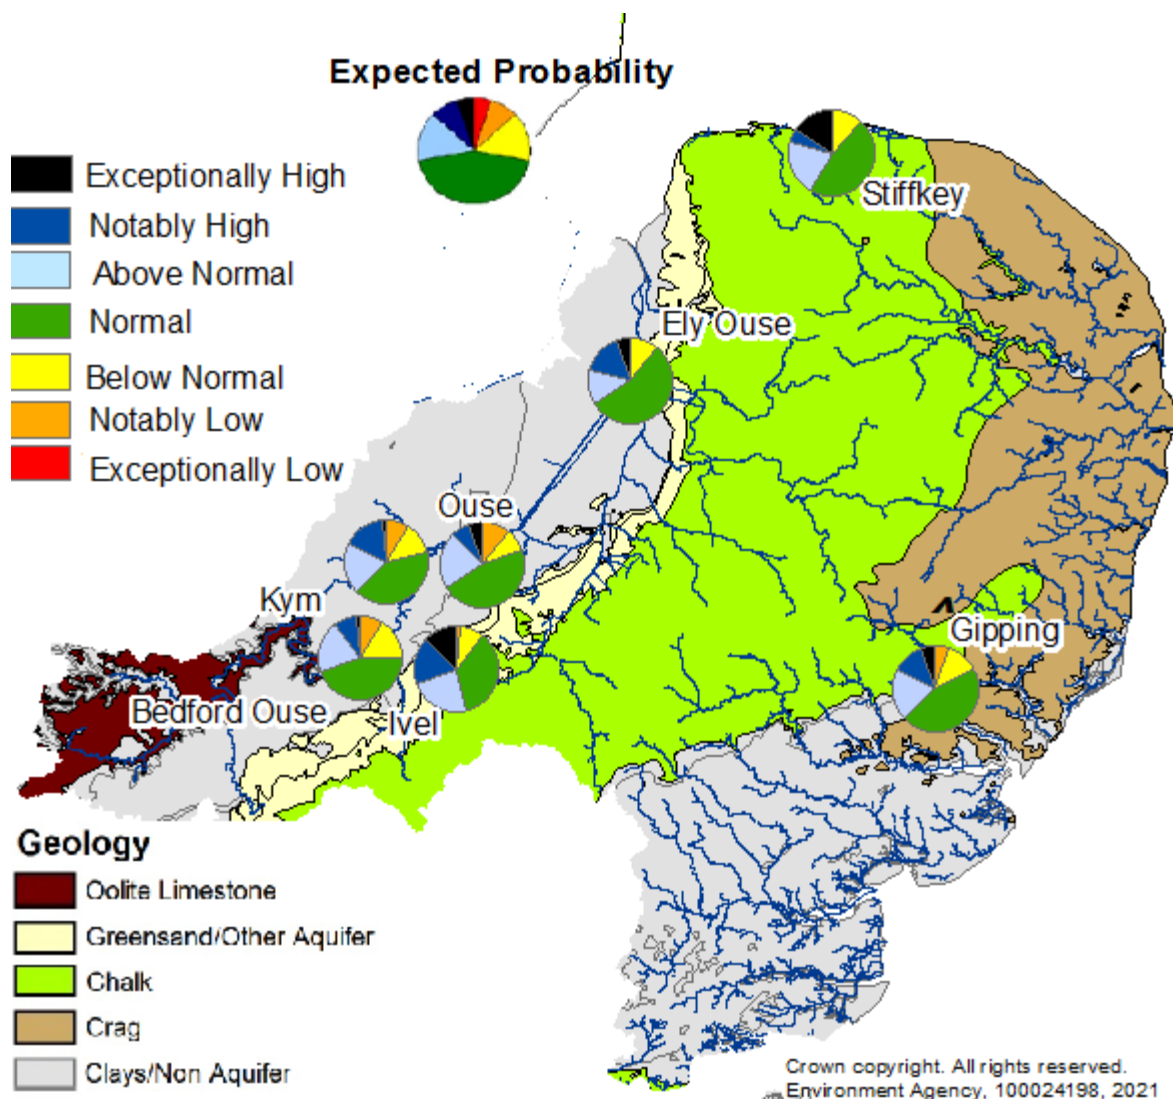 Expected Probability
Exceptionally High
Notably High
Above Normal
Normal
Below Normal
Notably Low
Exceptionally Low
Stiffkey
Ely Ouse
Ouse
Kym
Gipping
Bedford Ouse
Ivel
Geology
Oolite Limestone
Greensand/Other Aquifer
Chalk
Crag
Clays/Non Aquifer
Crown copyright. All rights reserved.
Environment Agency, 100024198, 2021